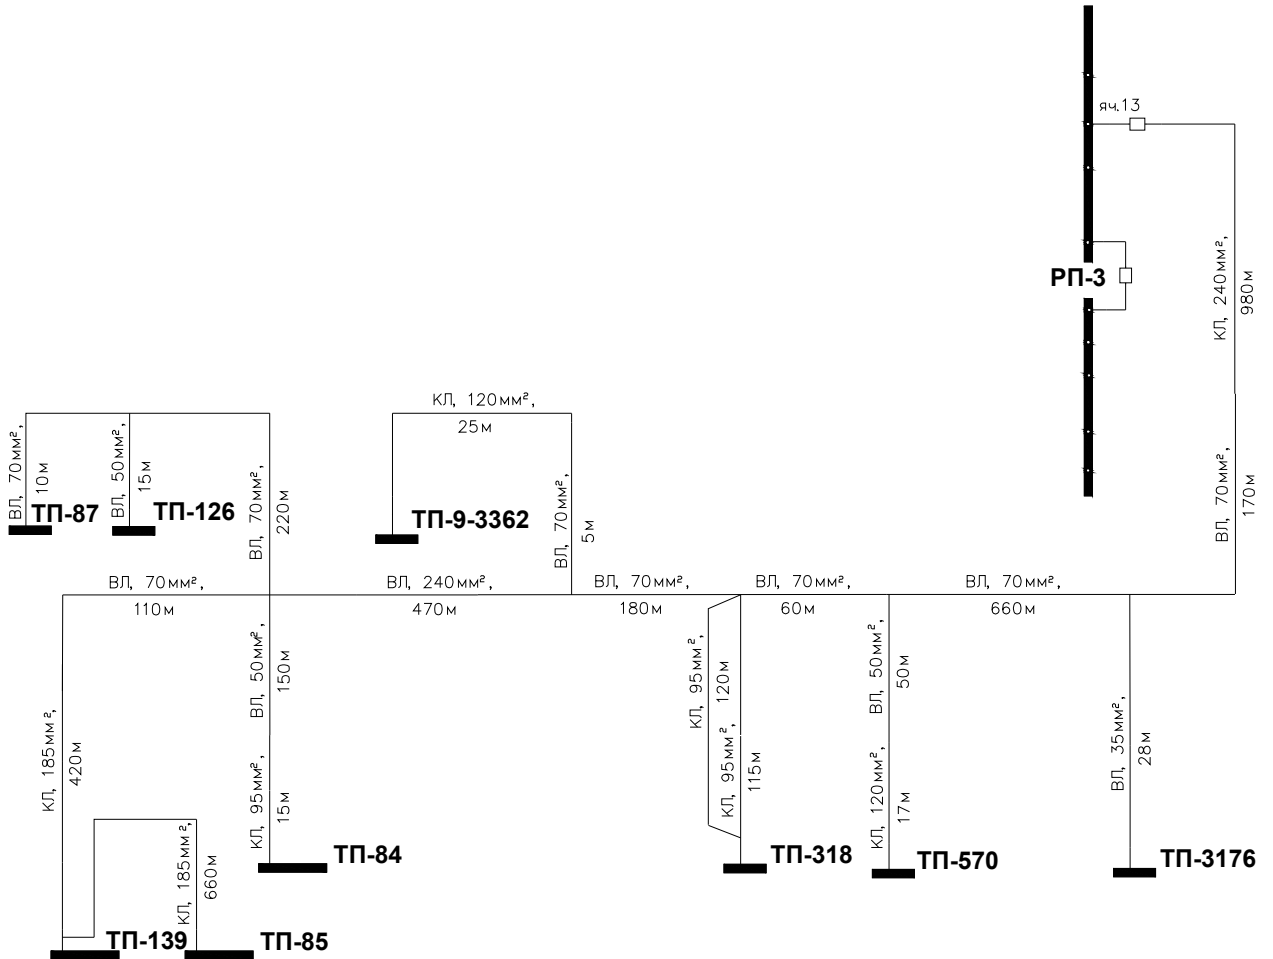 яч.13
КЛ, 240мм²,
980м
РП-3
ВЛ, 70мм²,
170м
КЛ, 120мм²,
25м
ВЛ, 70мм²,
10м
ТП-87
ВЛ, 50мм²,
15м
ТП-126
ВЛ, 70мм²,
220м
ТП-9-3362
ВЛ, 70мм²,
5м
ВЛ, 70мм²,
110м
ВЛ, 240мм²,
470м
ВЛ, 70мм²,
180м
ВЛ, 70мм²,
60м
ВЛ, 70мм²,
660м
КЛ, 185мм²,
420м
ВЛ, 50мм²,
150м
КЛ, 95мм²,
15м
ТП-84
КЛ, 95мм²,
120м
КЛ, 95мм²,
115м
ТП-318
ВЛ, 50мм²,
50м
КЛ, 120мм²,
17м
ТП-570
ВЛ, 35мм²,
28м
ТП-3176
КЛ, 185мм²,
660м
ТП-139
ТП-85